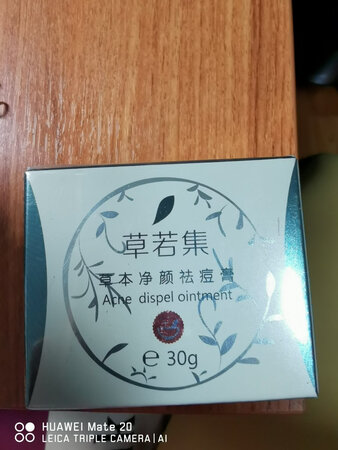 草若集
草本净颜祛痘膏
Acne dispel ointment
℮ 30g
HUAWEI Mate 20
LEICA TRIPLE CAMERA | AI